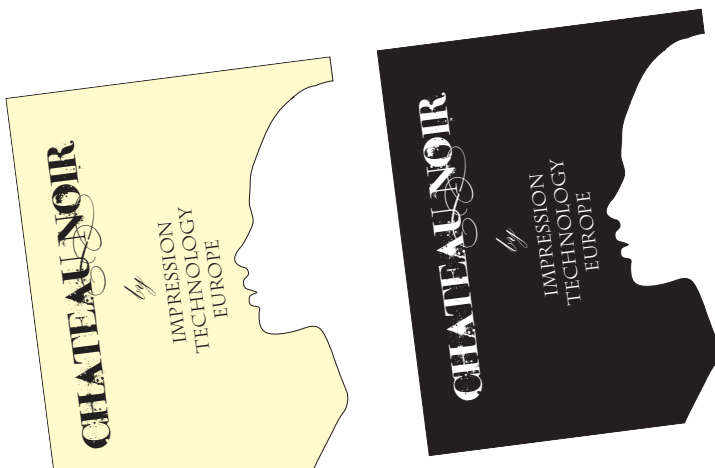 CHATEAU NOIR
by
IMPRESSION
TECHNOLOGY
EUROPE
CHATEAU NOIR
by
IMPRESSION
TECHNOLOGY
EUROPE